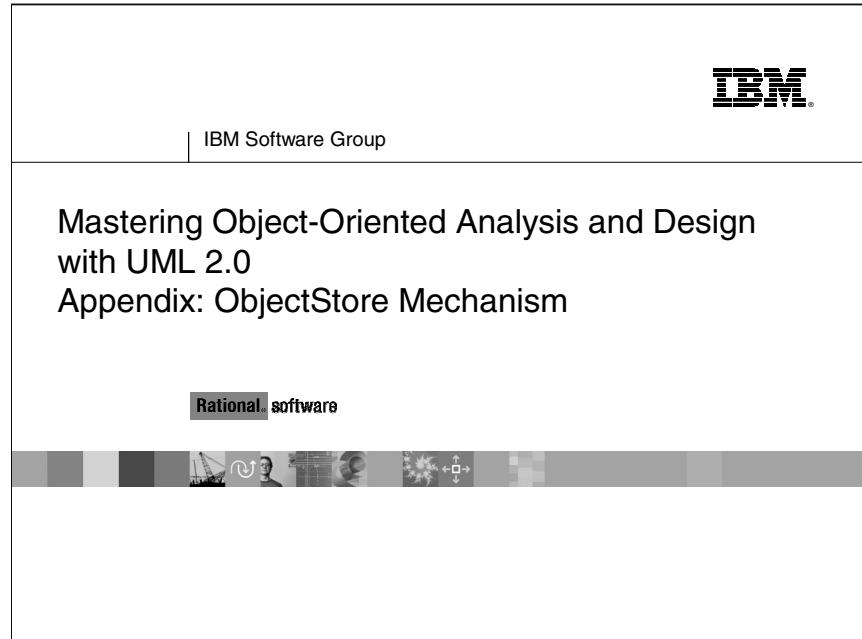 IBM®
IBM Software Group
Mastering Object-Oriented Analysis and Design
with UML 2.0
Appendix: ObjectStore Mechanism
Rational® software